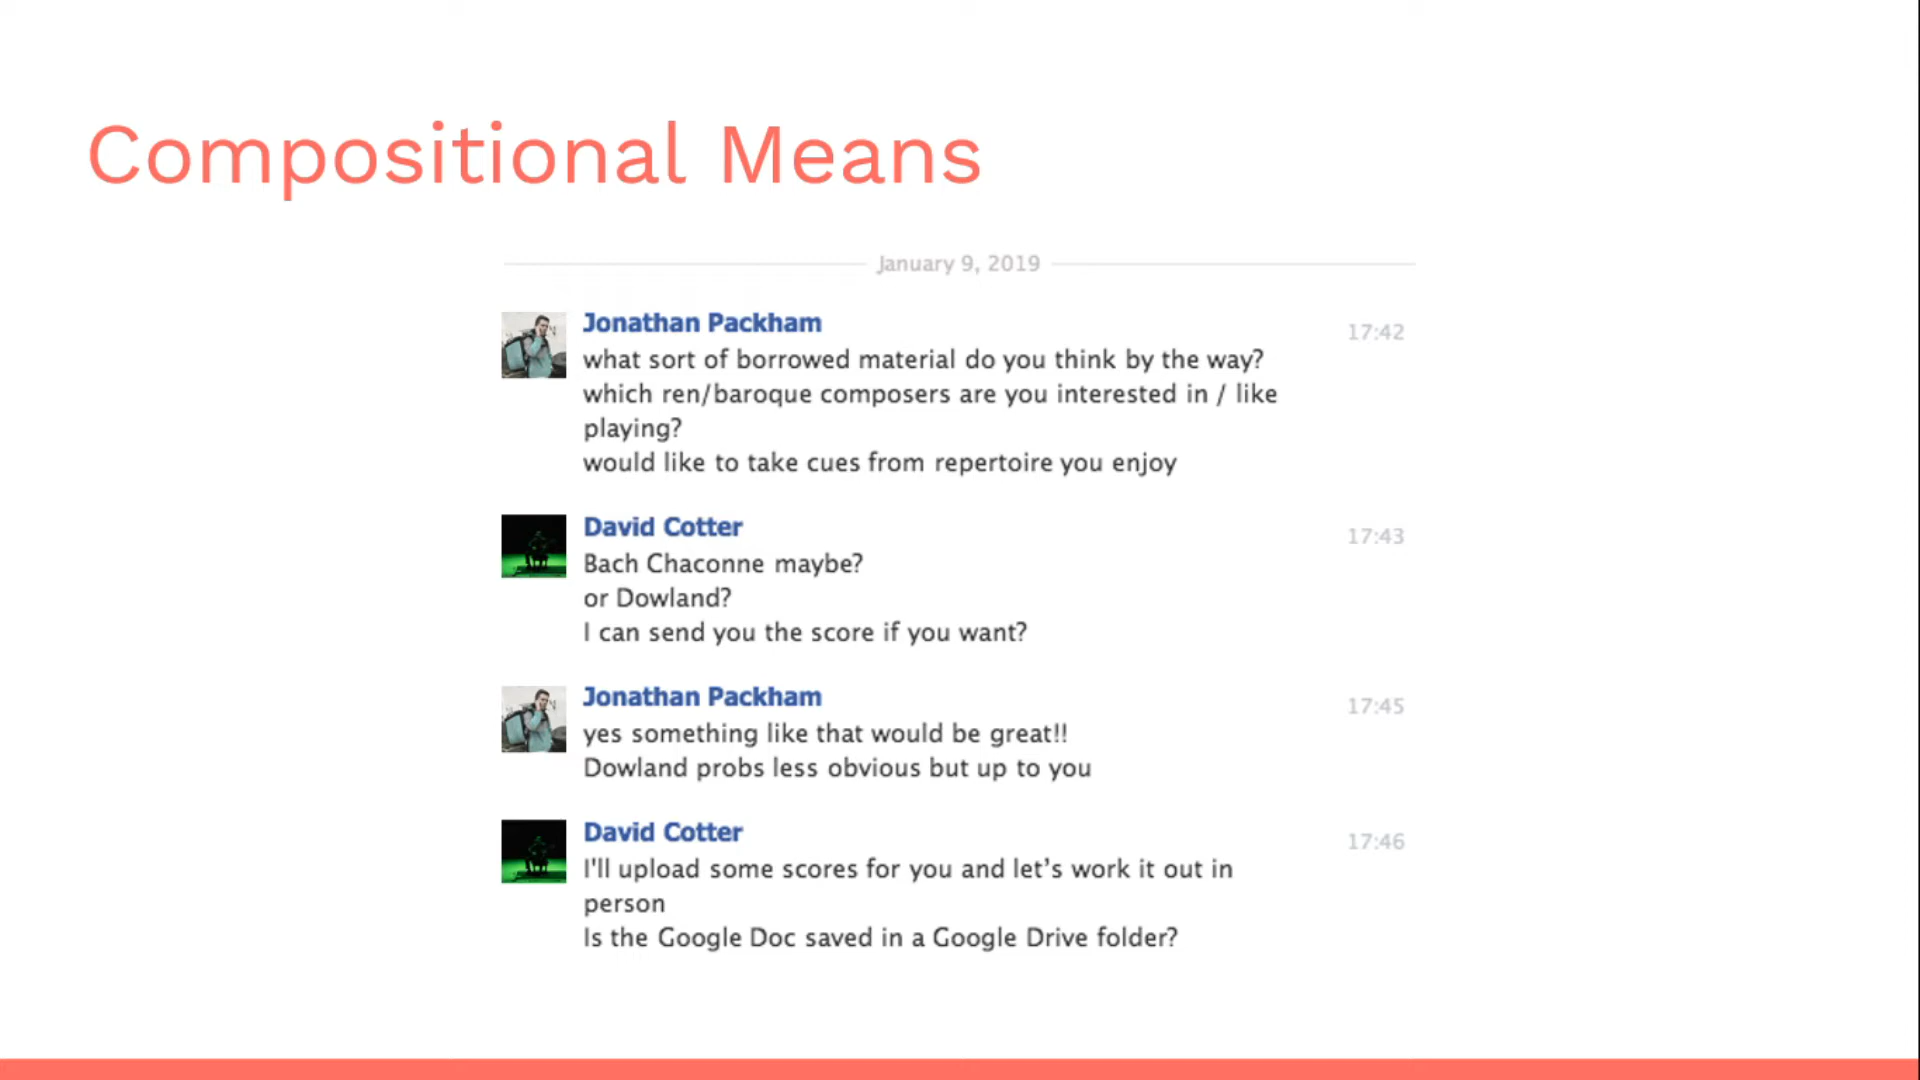 Compositional Means
January 9, 2019
Jonathan Packham
17:42
what sort of borrowed material do you think by the way?
which ren/baroque composers are you interested in / like
playing?
would like to take cues from repertoire you enjoy
David Cotter
17:43
Bach Chaconne maybe?
or Dowland?
I can send you the score if you want?
Jonathan Packham
17:45
yes something like that would be great!!
Dowland probs less obvious but up to you
David Cotter
17:46
I'll upload some scores for you and let’s work it out in
person
Is the Google Doc saved in a Google Drive folder?